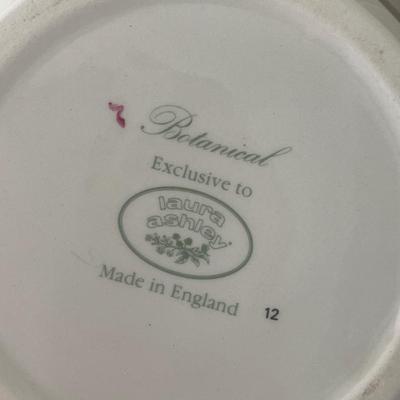 Botanical
Exclusive to
laura
ashley
Made in England
12